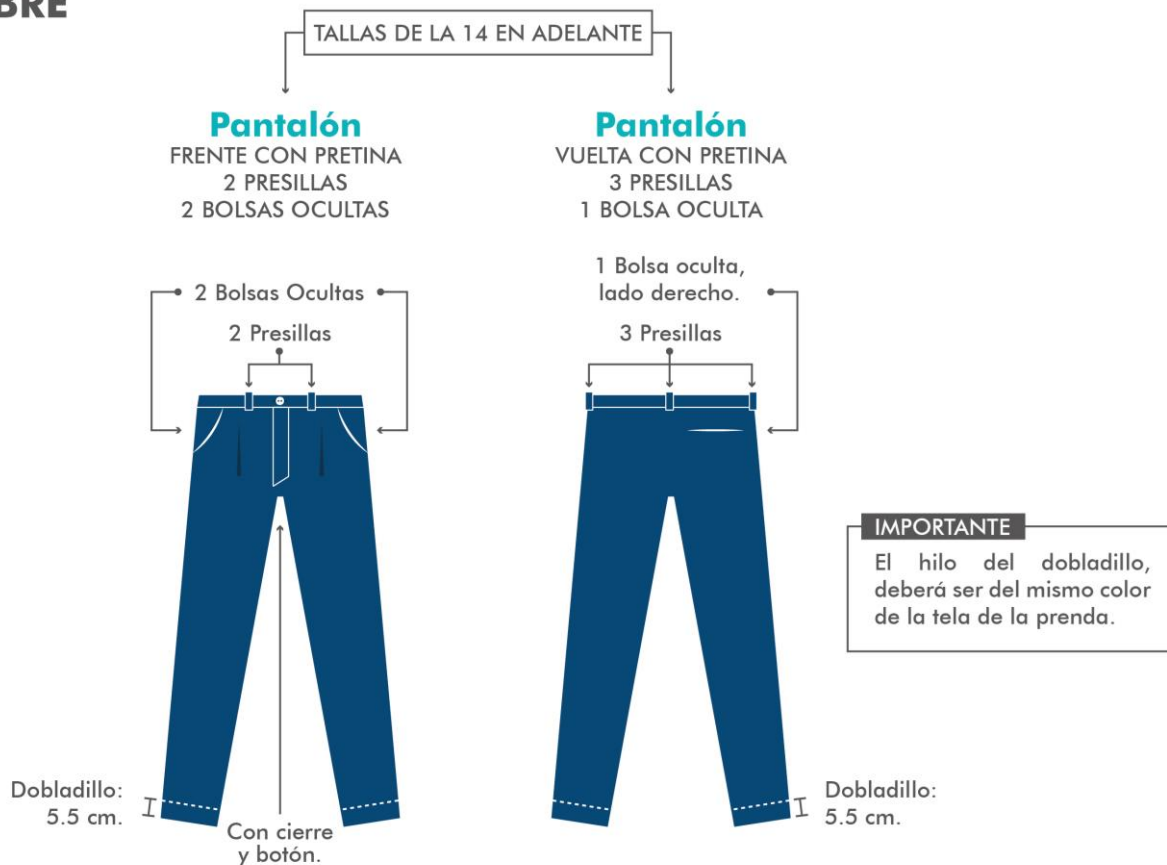 BRE
TALLAS DE LA 14 EN ADELANTE
Pantalón
FRENTE CON PRETINA
2 PRESILLAS
2 BOLSAS OCULTAS
2 Bolsas Ocultas
2 Presillas
Dobladillo:
5.5 cm.
Con cierre
y botón.
Pantalón
VUELTA CON PRETINA
3 PRESILLAS
1 BOLSA OCULTA
1 Bolsa oculta,
lado derecho.
3 Presillas
Dobladillo:
5.5 cm.
IMPORTANTE
El hilo del dobladillo,
deberá ser del mismo color
de la tela de la prenda.